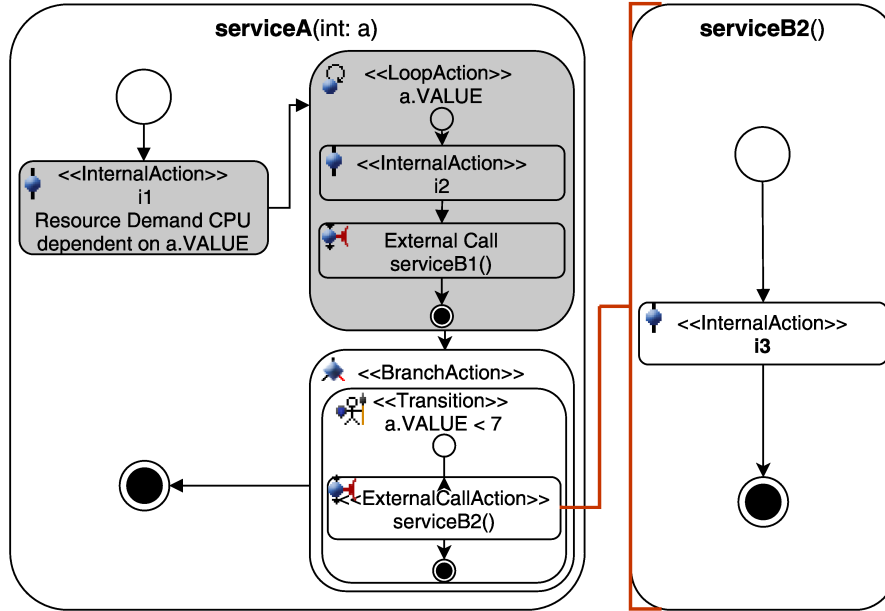 serviceA(int: a)
<<InternalAction>>
i1
Resource Demand CPU
dependent on a.VALUE
<<LoopAction>>
a.VALUE
<<InternalAction>>
i2
External Call
serviceB1()
<<BranchAction>>
<<Transition>>
a.VALUE < 7
<<ExternalCallAction>>
serviceB2()
serviceB2()
<<InternalAction>>
i3